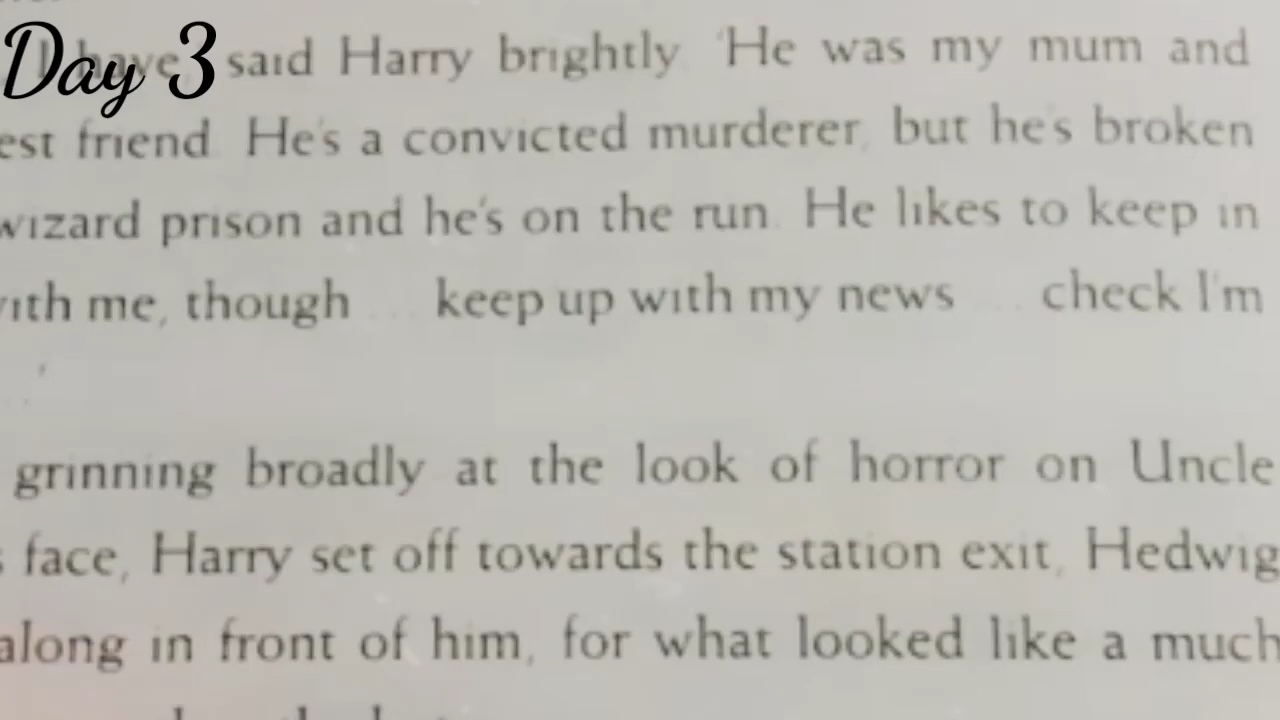 Day 3
I have said Harry brightly 'He was my mum and
est friend. He's a convicted murderer, but he's broken
wizard prison and he's on the run. He likes to keep in
with me, though ... keep up with my news ... check I'm
grinning broadly at the look of horror on Uncle
s face, Harry set off towards the station exit, Hedwig
along in front of him, for what looked like a much